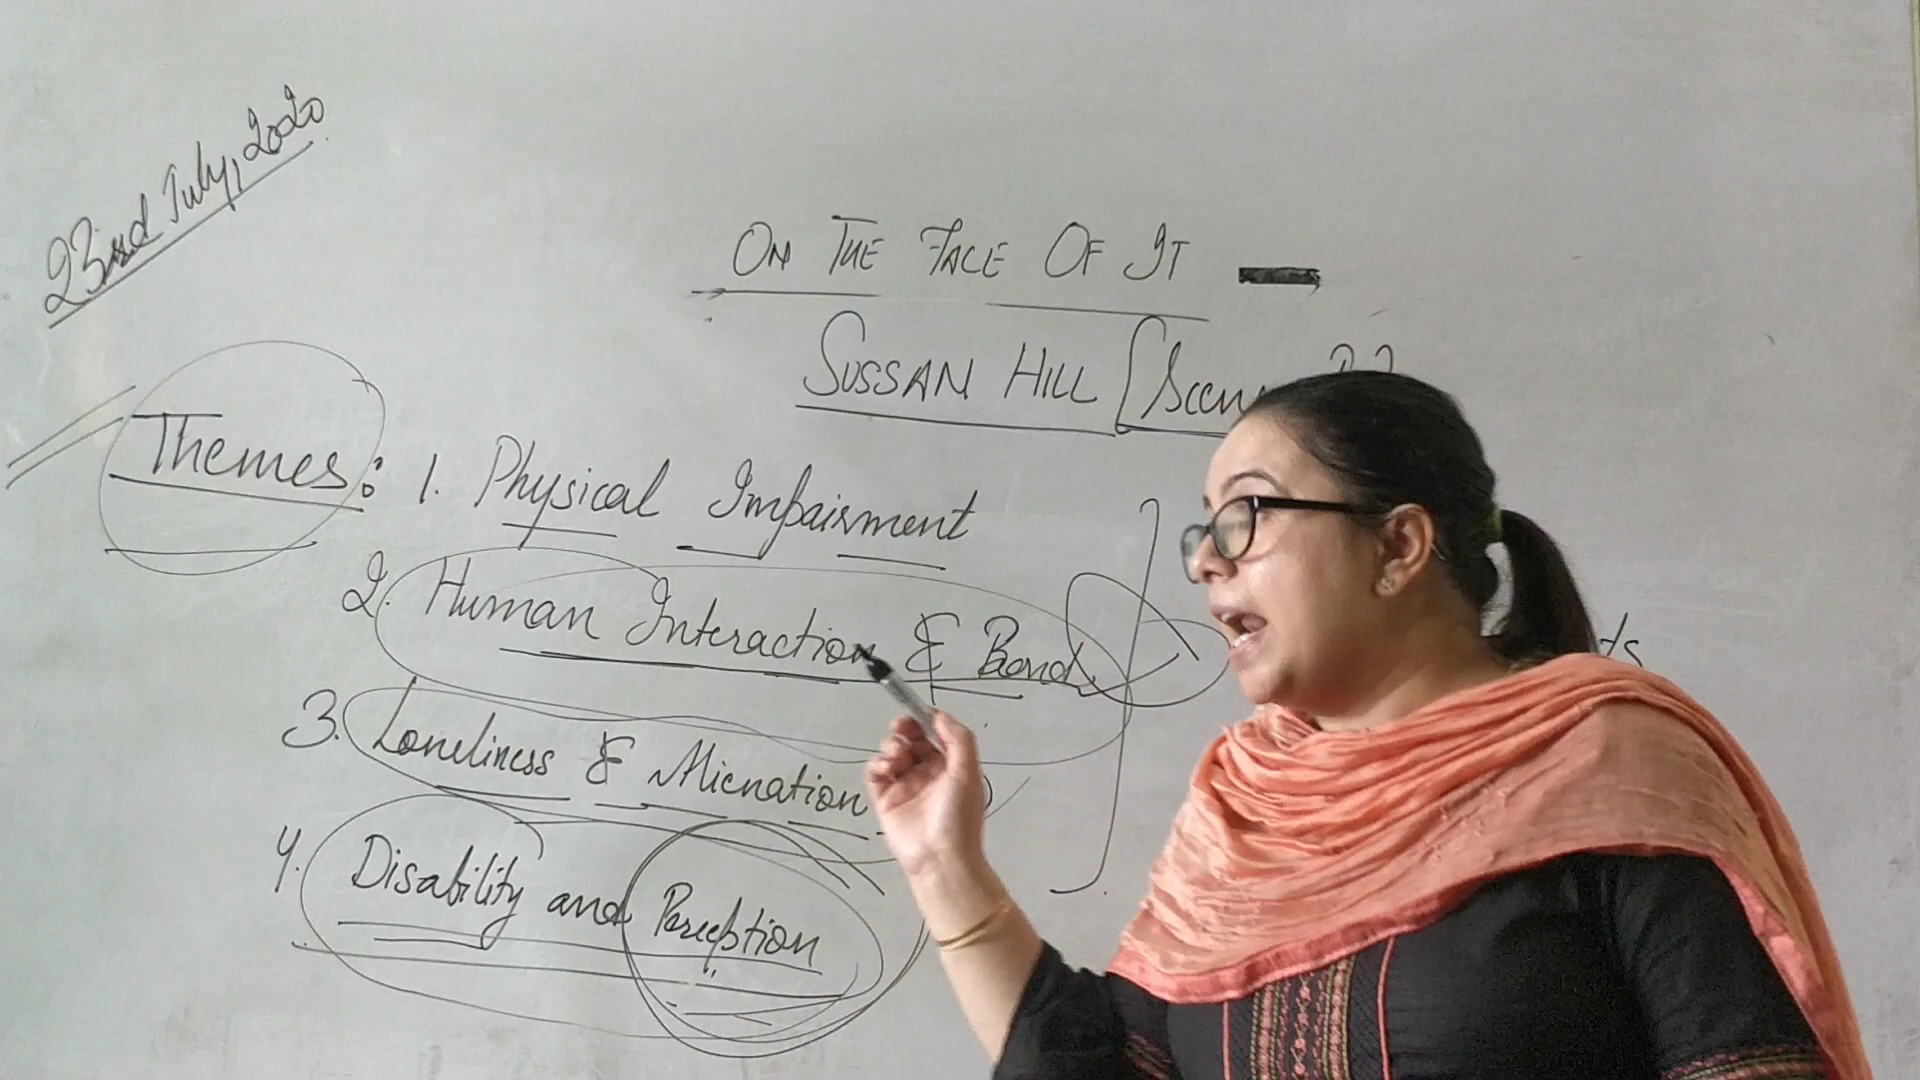 23rd July, 2020
ON THE FACE OF IT
SUSSAN HILL
Themes: 1. Physical Impairment
2. Human Interaction & Bond
3. Loneliness & Alienation
4. Disability and Perception